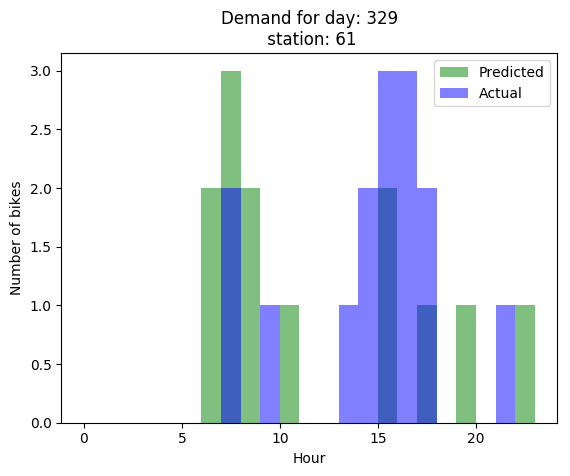 Demand for day: 329
station: 61
Predicted
Actual
Number of bikes
3.0
2.5
2.0
1.5
1.0
0.5
0.0
0
5
10
15
20
Hour